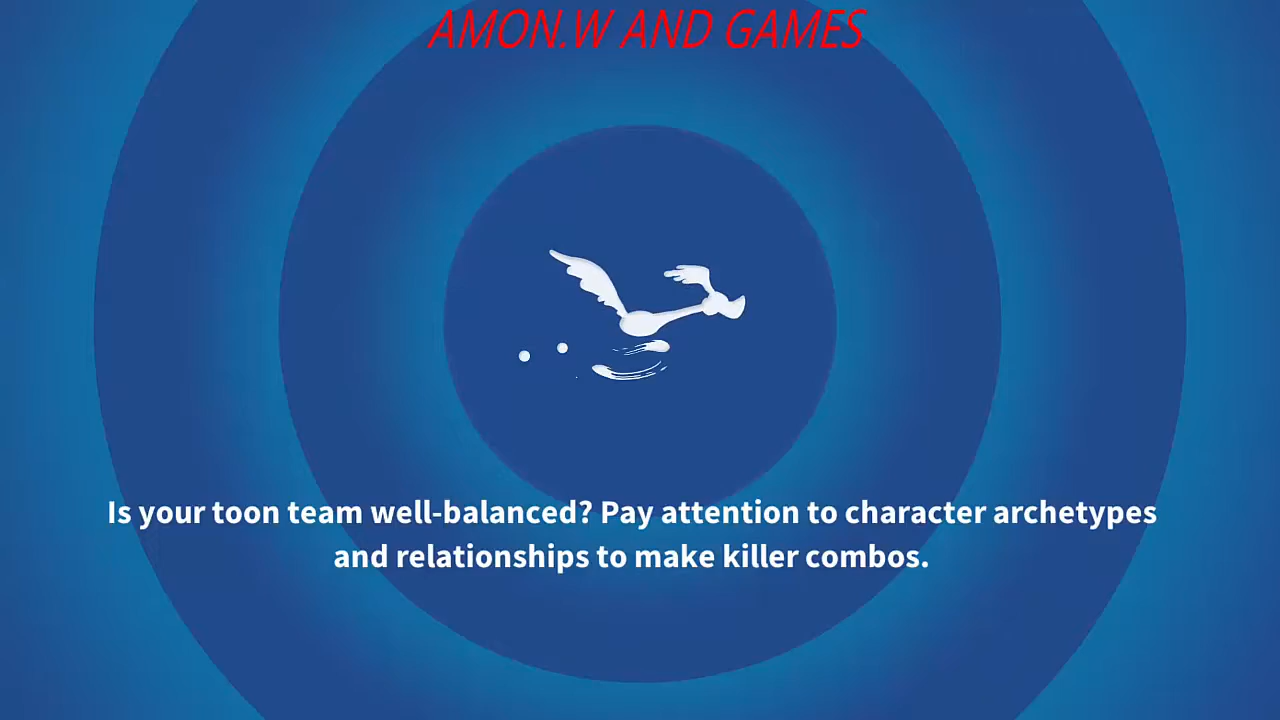 AMON.W AND GAMES
Is your toon team well-balanced? Pay attention to character archetypes
and relationships to make killer combos.